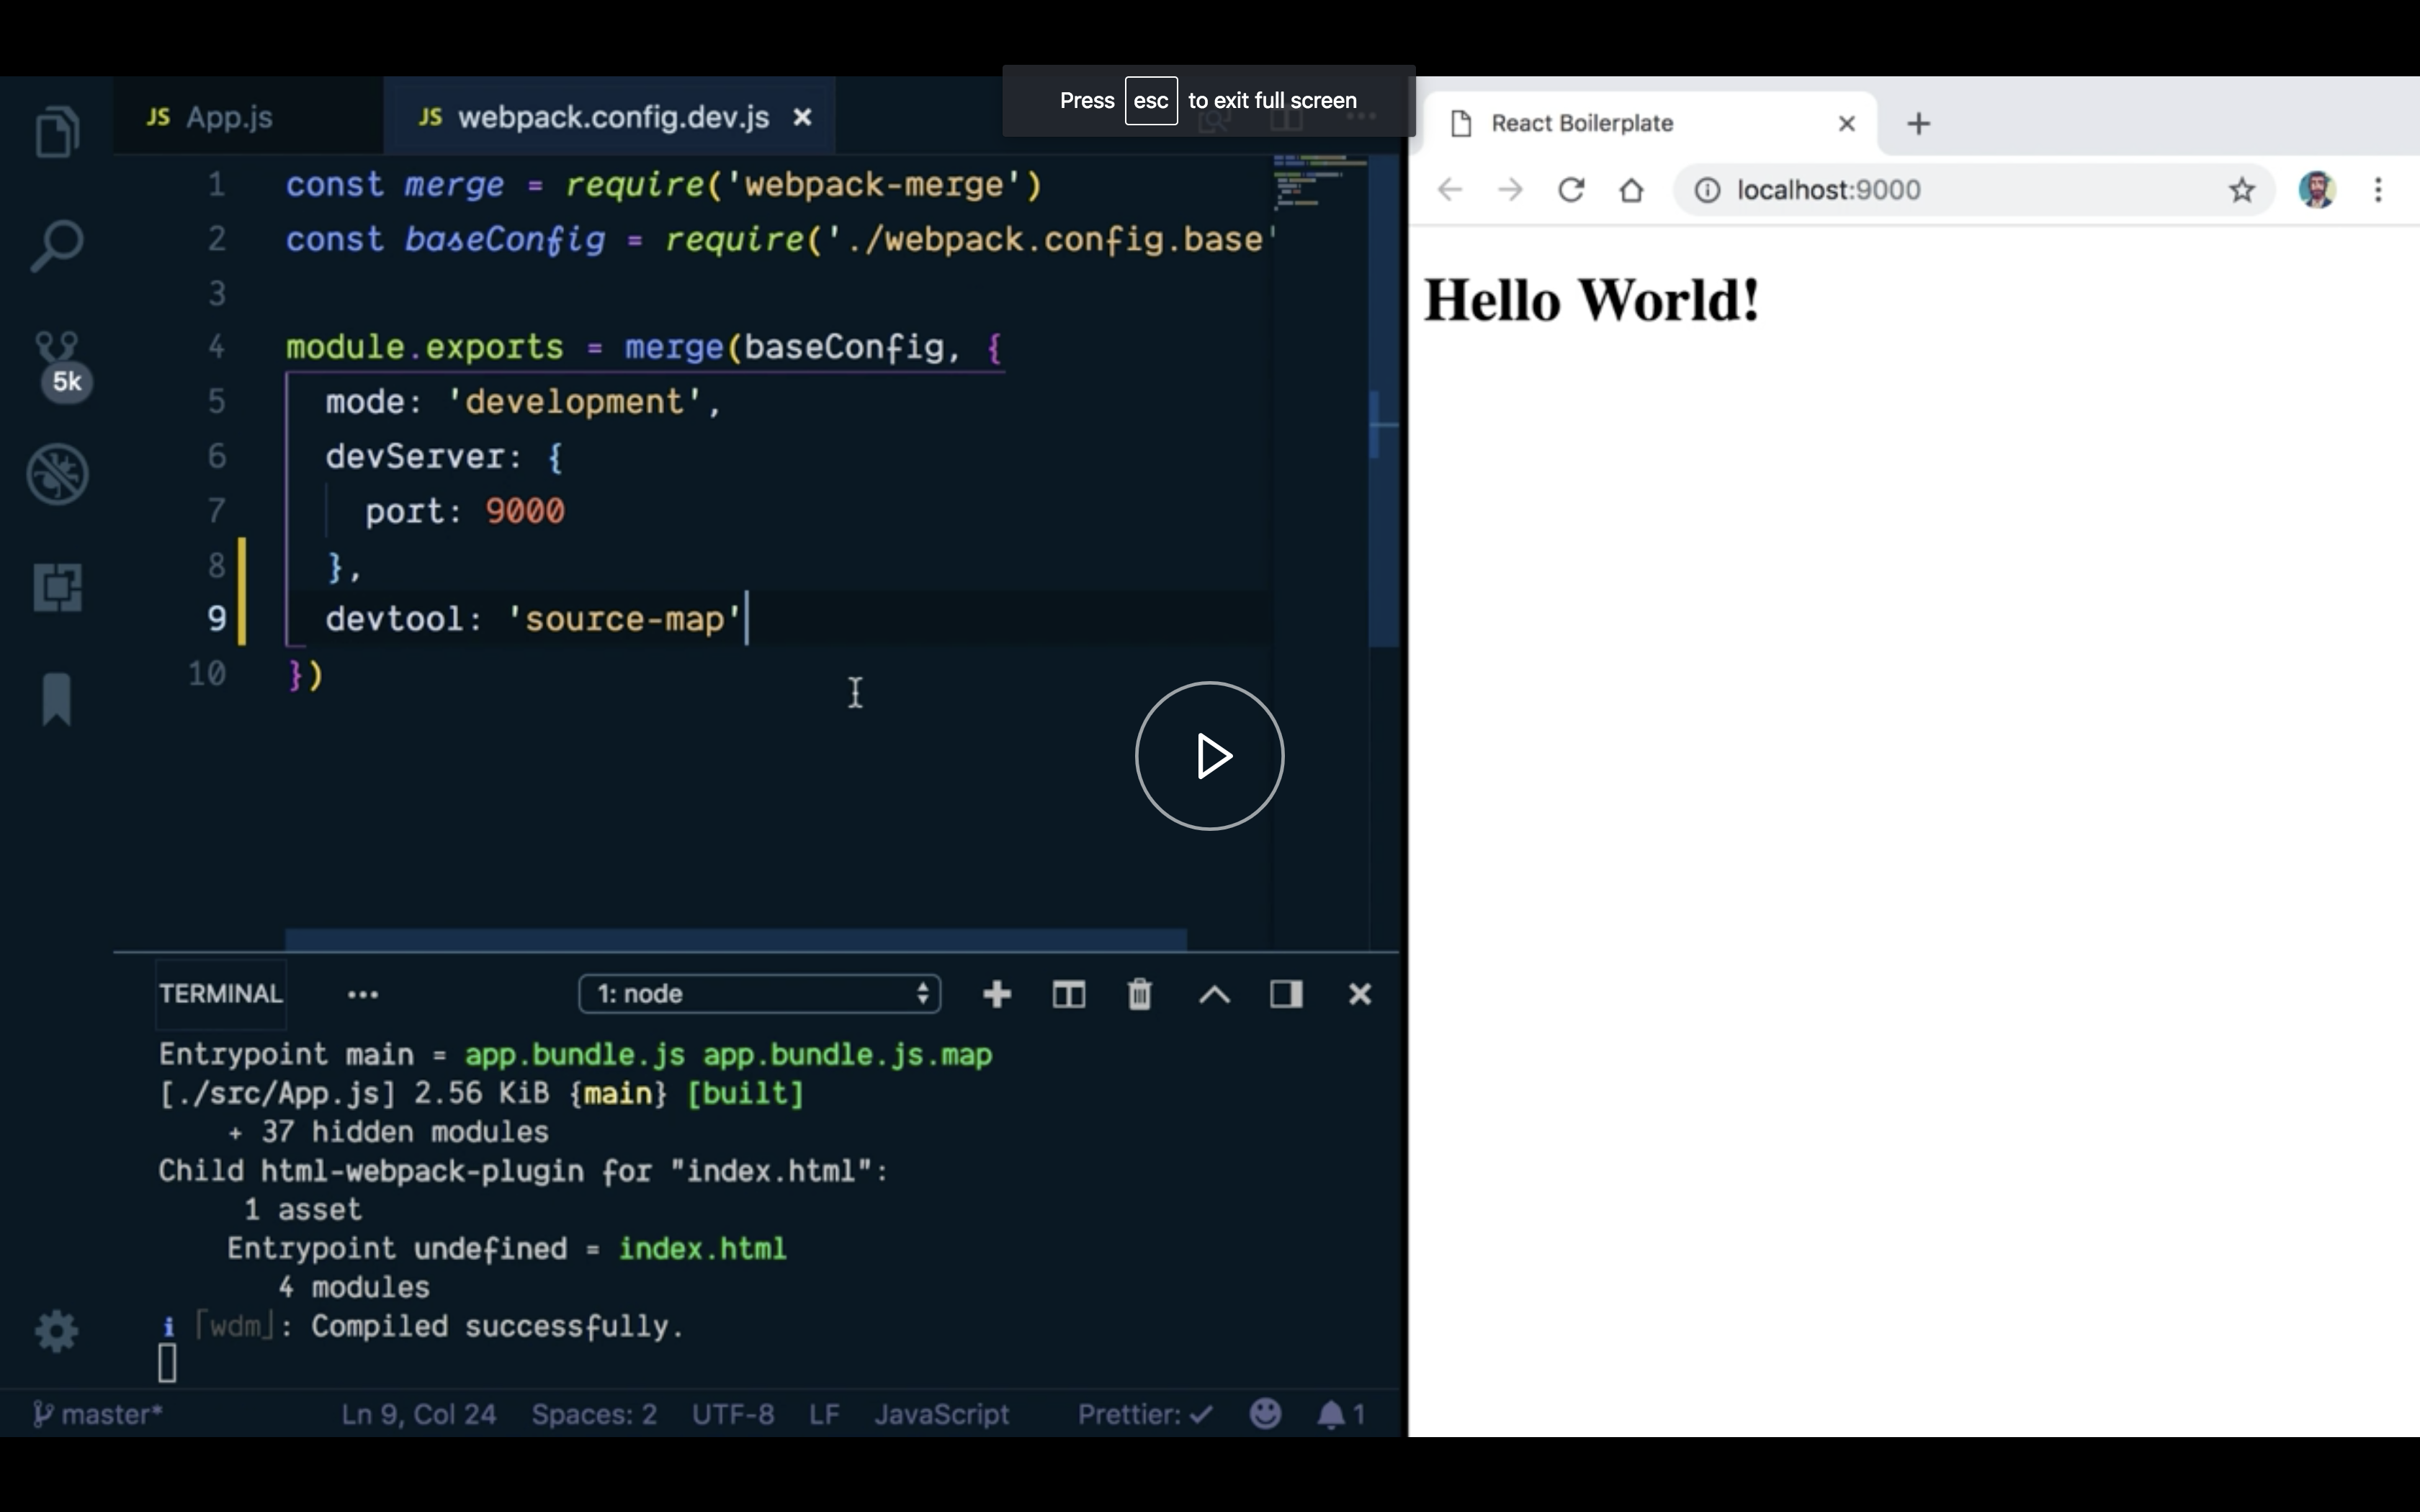 Press esc to exit full screen
JS App.js
JS webpack.config.dev.js
1 const merge = require('webpack-merge')
2 const baseConfig = require('./webpack.config.base'
3
4 module.exports = merge(baseConfig, {
5 mode: 'development',
6 devServer: {
7 port: 9000
8 },
9 devtool: 'source-map'
10 })
5k
TERMINAL ... 1: node
Entrypoint main = app.bundle.js app.bundle.js.map
[./src/App.js] 2.56 KiB {main} [built]
+ 37 hidden modules
Child html-webpack-plugin for "index.html":
1 asset
Entrypoint undefined = index.html
4 modules
i ｢wdm｣: Compiled successfully.
master* Ln 9, Col 24 Spaces: 2 UTF-8 LF JavaScript Prettier: ✓ 1
React Boilerplate
localhost:9000
Hello World!